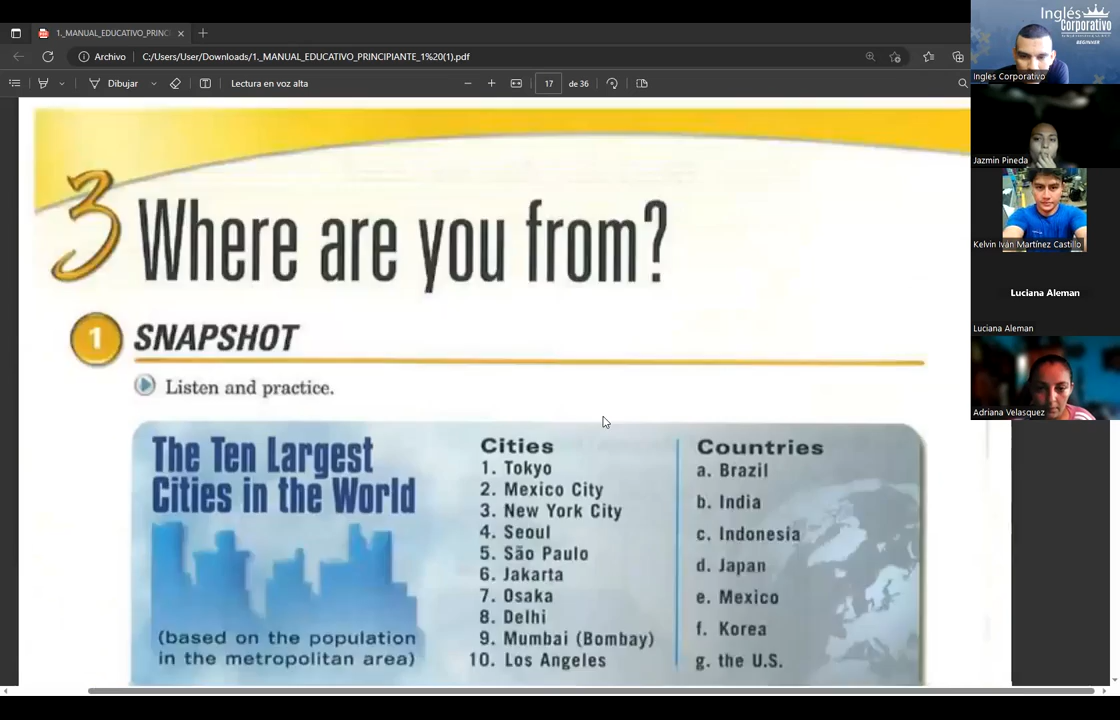 1._MANUAL_EDUCATIVO_PRINC
Archivo
C:/Users/User/Downloads/1._MANUAL_EDUCATIVO_PRINCIPIANTE_1%20(1).pdf
Dibujar
Lectura en voz alta
17
de 36
3 Where are you from?
1 SNAPSHOT
Listen and practice.
The Ten Largest
Cities in the World
(based on the population
in the metropolitan area)
Cities
1. Tokyo
2. Mexico City
3. New York City
4. Seoul
5. São Paulo
6. Jakarta
7. Osaka
8. Delhi
9. Mumbai (Bombay)
10. Los Angeles
Countries
a. Brazil
b. India
c. Indonesia
d. Japan
e. Mexico
f. Korea
g. the U.S.
Inglés
Corporativo
BEGINNER
Ingles Corporativo
Jazmin Pineda
Kelvin Iván Martínez Castillo
Luciana Aleman
Luciana Aleman
Adriana Velasquez